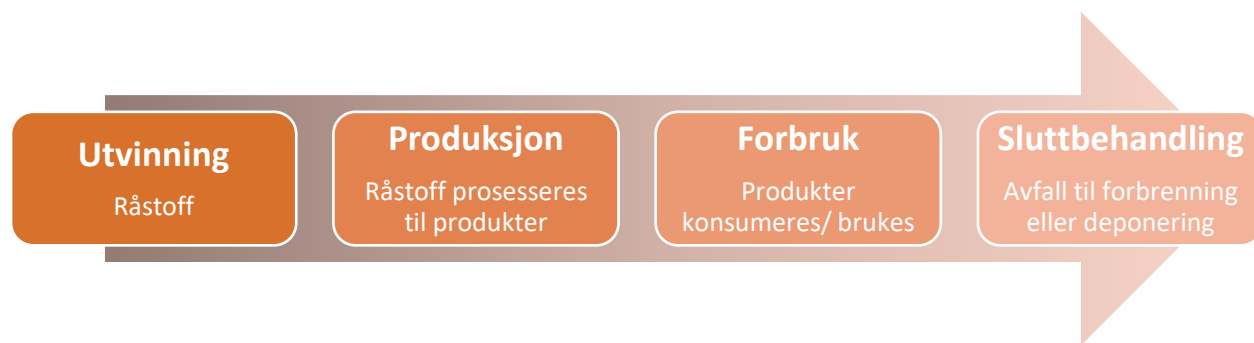 Utvinning
Råstoff
Produksjon
Råstoff prosesseres
til produkter
Forbruk
Produkter
konsumeres/ brukes
Sluttbehandling
Avfall til forbrenning
eller deponering